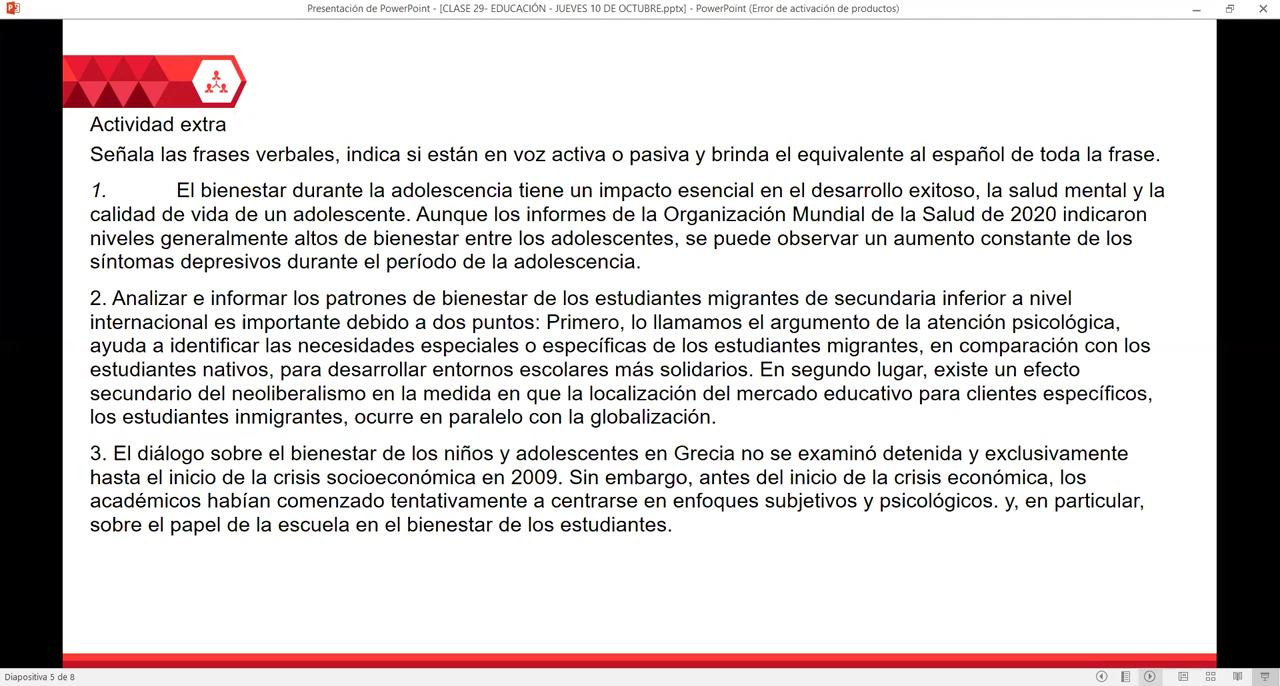 Presentación de PowerPoint - [CLASE 29- EDUCACIÓN - JUEVES 10 DE OCTUBRE.pptx] - PowerPoint (Error de activación de productos)
Actividad extra
Señala las frases verbales, indica si están en voz activa o pasiva y brinda el equivalente al español de toda la frase.
1. El bienestar durante la adolescencia tiene un impacto esencial en el desarrollo exitoso, la salud mental y la
calidad de vida de un adolescente. Aunque los informes de la Organización Mundial de la Salud de 2020 indicaron
niveles generalmente altos de bienestar entre los adolescentes, se puede observar un aumento constante de los
síntomas depresivos durante el período de la adolescencia.
2. Analizar e informar los patrones de bienestar de los estudiantes migrantes de secundaria inferior a nivel
internacional es importante debido a dos puntos: Primero, lo llamamos el argumento de la atención psicológica,
ayuda a identificar las necesidades especiales o específicas de los estudiantes migrantes, en comparación con los
estudiantes nativos, para desarrollar entornos escolares más solidarios. En segundo lugar, existe un efecto
secundario del neoliberalismo en la medida en que la localización del mercado educativo para clientes específicos,
los estudiantes inmigrantes, ocurre en paralelo con la globalización.
3. El diálogo sobre el bienestar de los niños y adolescentes en Grecia no se examinó detenida y exclusivamente
hasta el inicio de la crisis socioeconómica en 2009. Sin embargo, antes del inicio de la crisis económica, los
académicos habían comenzado tentativamente a centrarse en enfoques subjetivos y psicológicos. y, en particular,
sobre el papel de la escuela en el bienestar de los estudiantes.
Diapositiva 5 de 8